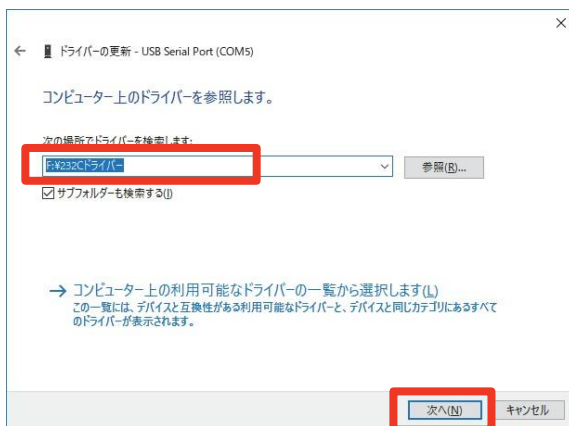 ドライバーの更新 - USB Serial Port (COM5)
コンピューター上のドライバーを参照します。
次の場所でドライバーを検索します:
F:¥232Cドライバー
参照(R)...
サブフォルダーも検索する(I)
コンピューター上の利用可能なドライバーの一覧から選択します(L)
この一覧には、デバイスと互換性がある利用可能なドライバーと、デバイスと同じカテゴリにあるすべて
のドライバーが表示されます。
次へ(N)
キャンセル